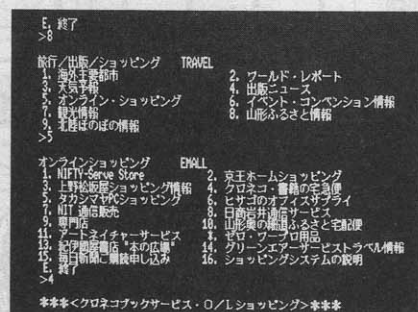 E. 終了
>8
旅行／出版／ショッピング TRAVEL
1. 海外主要都市 2. ワールド・レポート
3. 天気予報 4. 出版ニュース
5. オンライン・ショッピング 6. イベント・コンベンション情報
7. 観光情報 8. 山形ふるさと情報
9. 北陸ほのぼの情報
>5
オンラインショッピング EMALL
1. NIFTY-Serve Store 2. 京王ホームショッピング
3. 上野松坂屋ショッピング情報 4. クロネコ・書籍の宅急便
5. タカシマヤPCショッピング 6. ヒサゴのオフィスサプライ
7. NIT 通信販売 8. 日商岩井通信サービス
9. 専門店 10. 山形奥の細道ふるさと宅配便
11. アートネイチャーサービス ゼロ・ワープロ用品
13. 紀伊國屋書店 "本の広場" 14. グリーンエアーサービストラベル情報
15. 毎日新聞ご購読申し込み 16. ショッピングシステムの説明
E. 終了
>4
***<クロネコブックサービス・O/Lショッピング>***